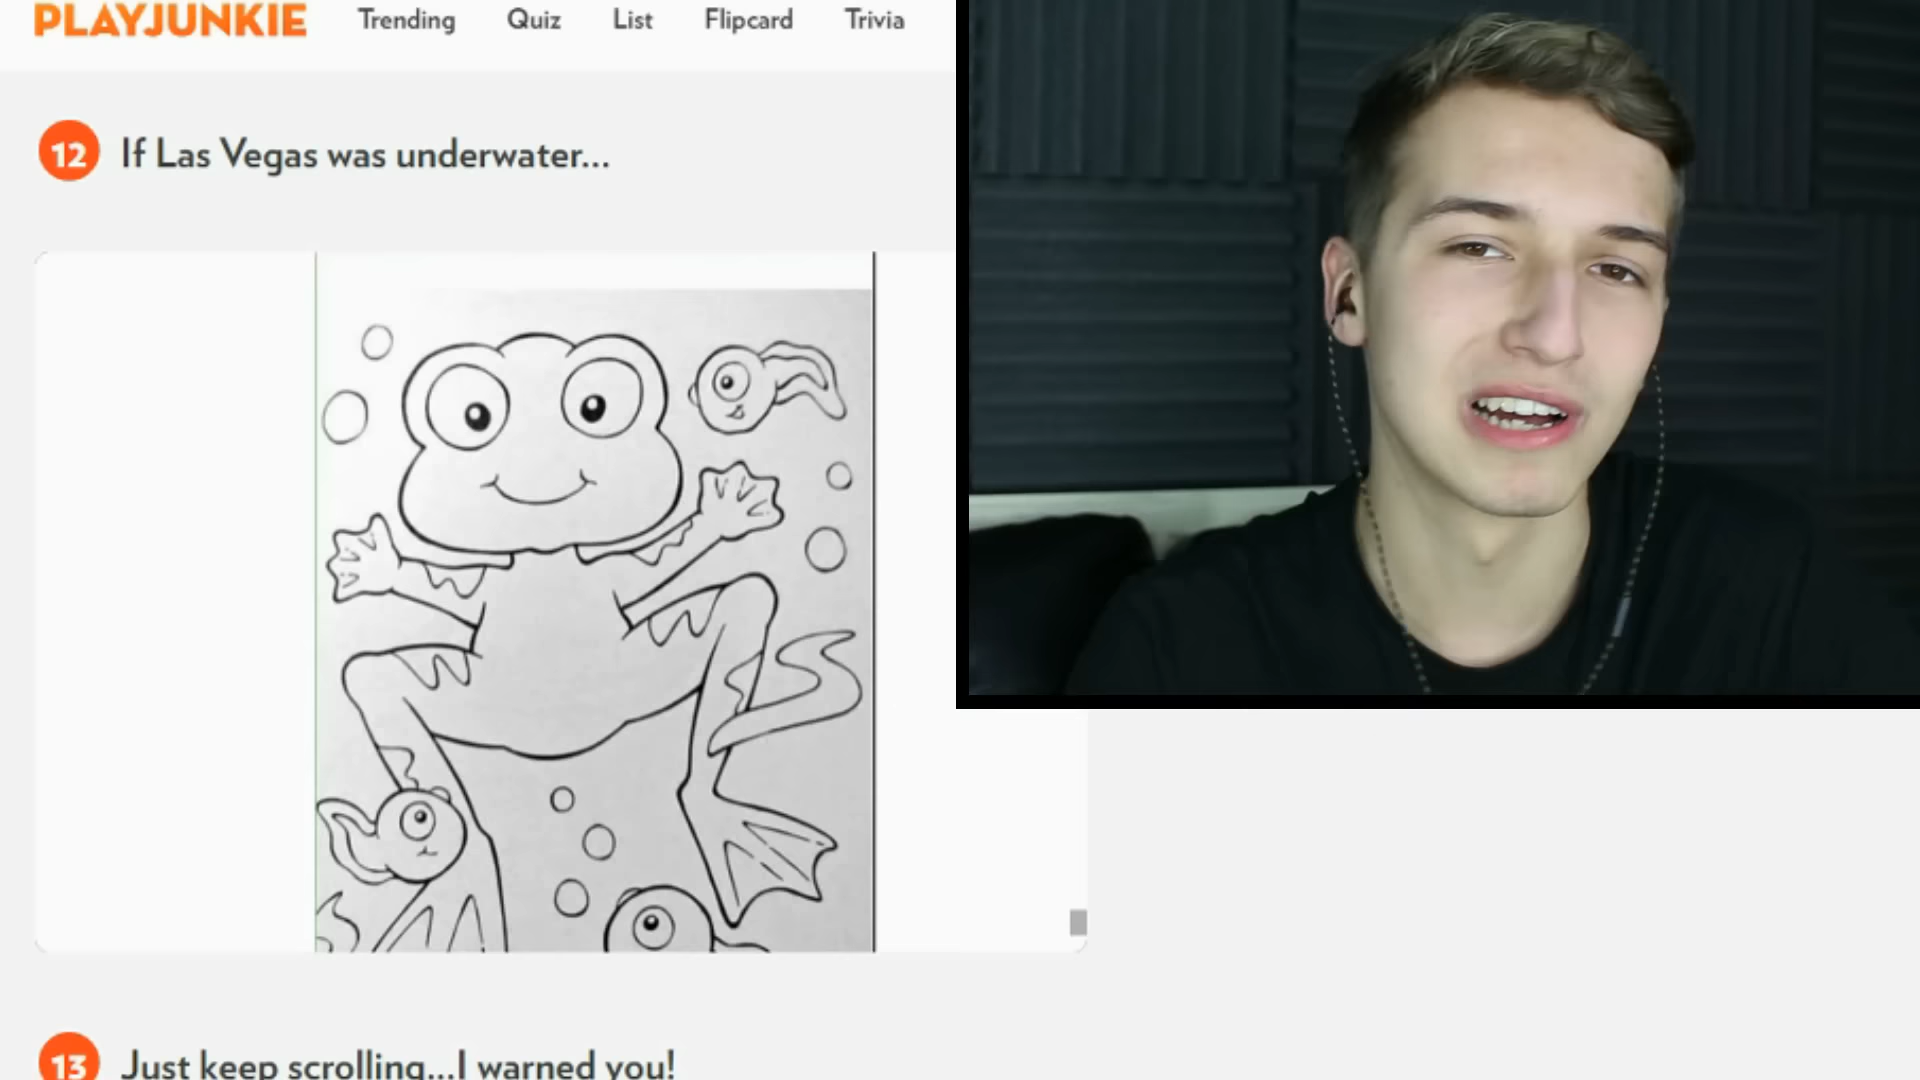 PLAYJUNKIE Trending Quiz List Flipcard Trivia
12 If Las Vegas was underwater...
13 Just keep scrolling...I warned you!